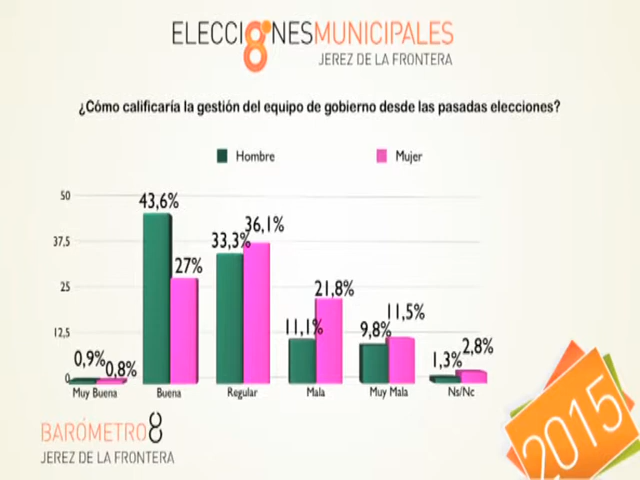 ELECCI8NESMUNICIPALES
JEREZ DE LA FRONTERA
¿Cómo calificaría la gestión del equipo de gobierno desde las pasadas elecciones?
Hombre Mujer
50
37,5
25
12,5
0
43,6%
27%
33,3%
36,1%
11,1%
21,8%
9,8%
11,5%
0,9%
0,8%
1,3%
2,8%
Muy Buena Buena Regular Mala Muy Mala Ns/Nc
BARÓMETRO8
JEREZ DE LA FRONTERA
2015